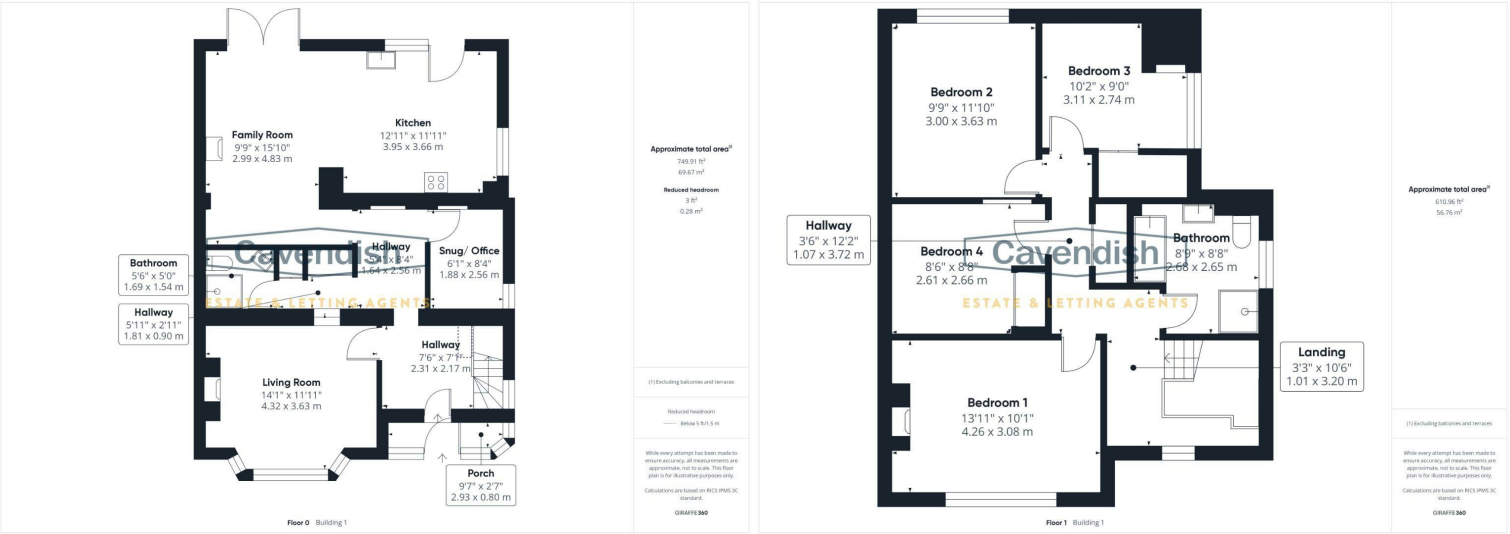 Family Room
9'9" x 15'10"
2.99 x 4.83 m
Kitchen
12'11" x 11'11"
3.95 x 3.66 m
Cavendish
ESTATE & LETTING AGENTS
Hallway
5'4" x 8'4"
1.64 x 2.56 m
Snug/ Office
6'1" x 8'4"
1.88 x 2.56 m
Bathroom
5'6" x 5'0"
1.69 x 1.54 m
Hallway
5'11" x 2'11"
1.81 x 0.90 m
Hallway
7'6" x 7'1"
2.31 x 2.17 m
Living Room
14'1" x 11'11"
4.32 x 3.63 m
Porch
9'7" x 2'7"
2.93 x 0.80 m
Floor 0 Building 1
Approximate total area(1)
749.91 ft²
69.67 m²
Reduced headroom
3 ft²
0.28 m²
(1) Excluding balconies and terraces
Reduced headroom
Below 5 ft/1.5 m
While every attempt has been made to
ensure accuracy, all measurements are
approximate, not to scale. This floor
plan is for illustrative purposes only.
Calculations are based on RICS IPMS 3C
standard.
GIRAFFE360
Bedroom 2
9'9" x 11'10"
3.00 x 3.63 m
Bedroom 3
10'2" x 9'0"
3.11 x 2.74 m
Hallway
3'6" x 12'2"
1.07 x 3.72 m
Bedroom 4
8'6" x 8'8"
2.61 x 2.66 m
Cavendish
ESTATE & LETTING AGENTS
Bathroom
8'9" x 8'8"
2.68 x 2.65 m
Landing
3'3" x 10'6"
1.01 x 3.20 m
Bedroom 1
13'11" x 10'1"
4.26 x 3.08 m
Floor 1 Building 1
Approximate total area(1)
610.96 ft²
56.76 m²
(1) Excluding balconies and terraces
While every attempt has been made to
ensure accuracy, all measurements are
approximate, not to scale. This floor
plan is for illustrative purposes only.
Calculations are based on RICS IPMS 3C
standard.
GIRAFFE360